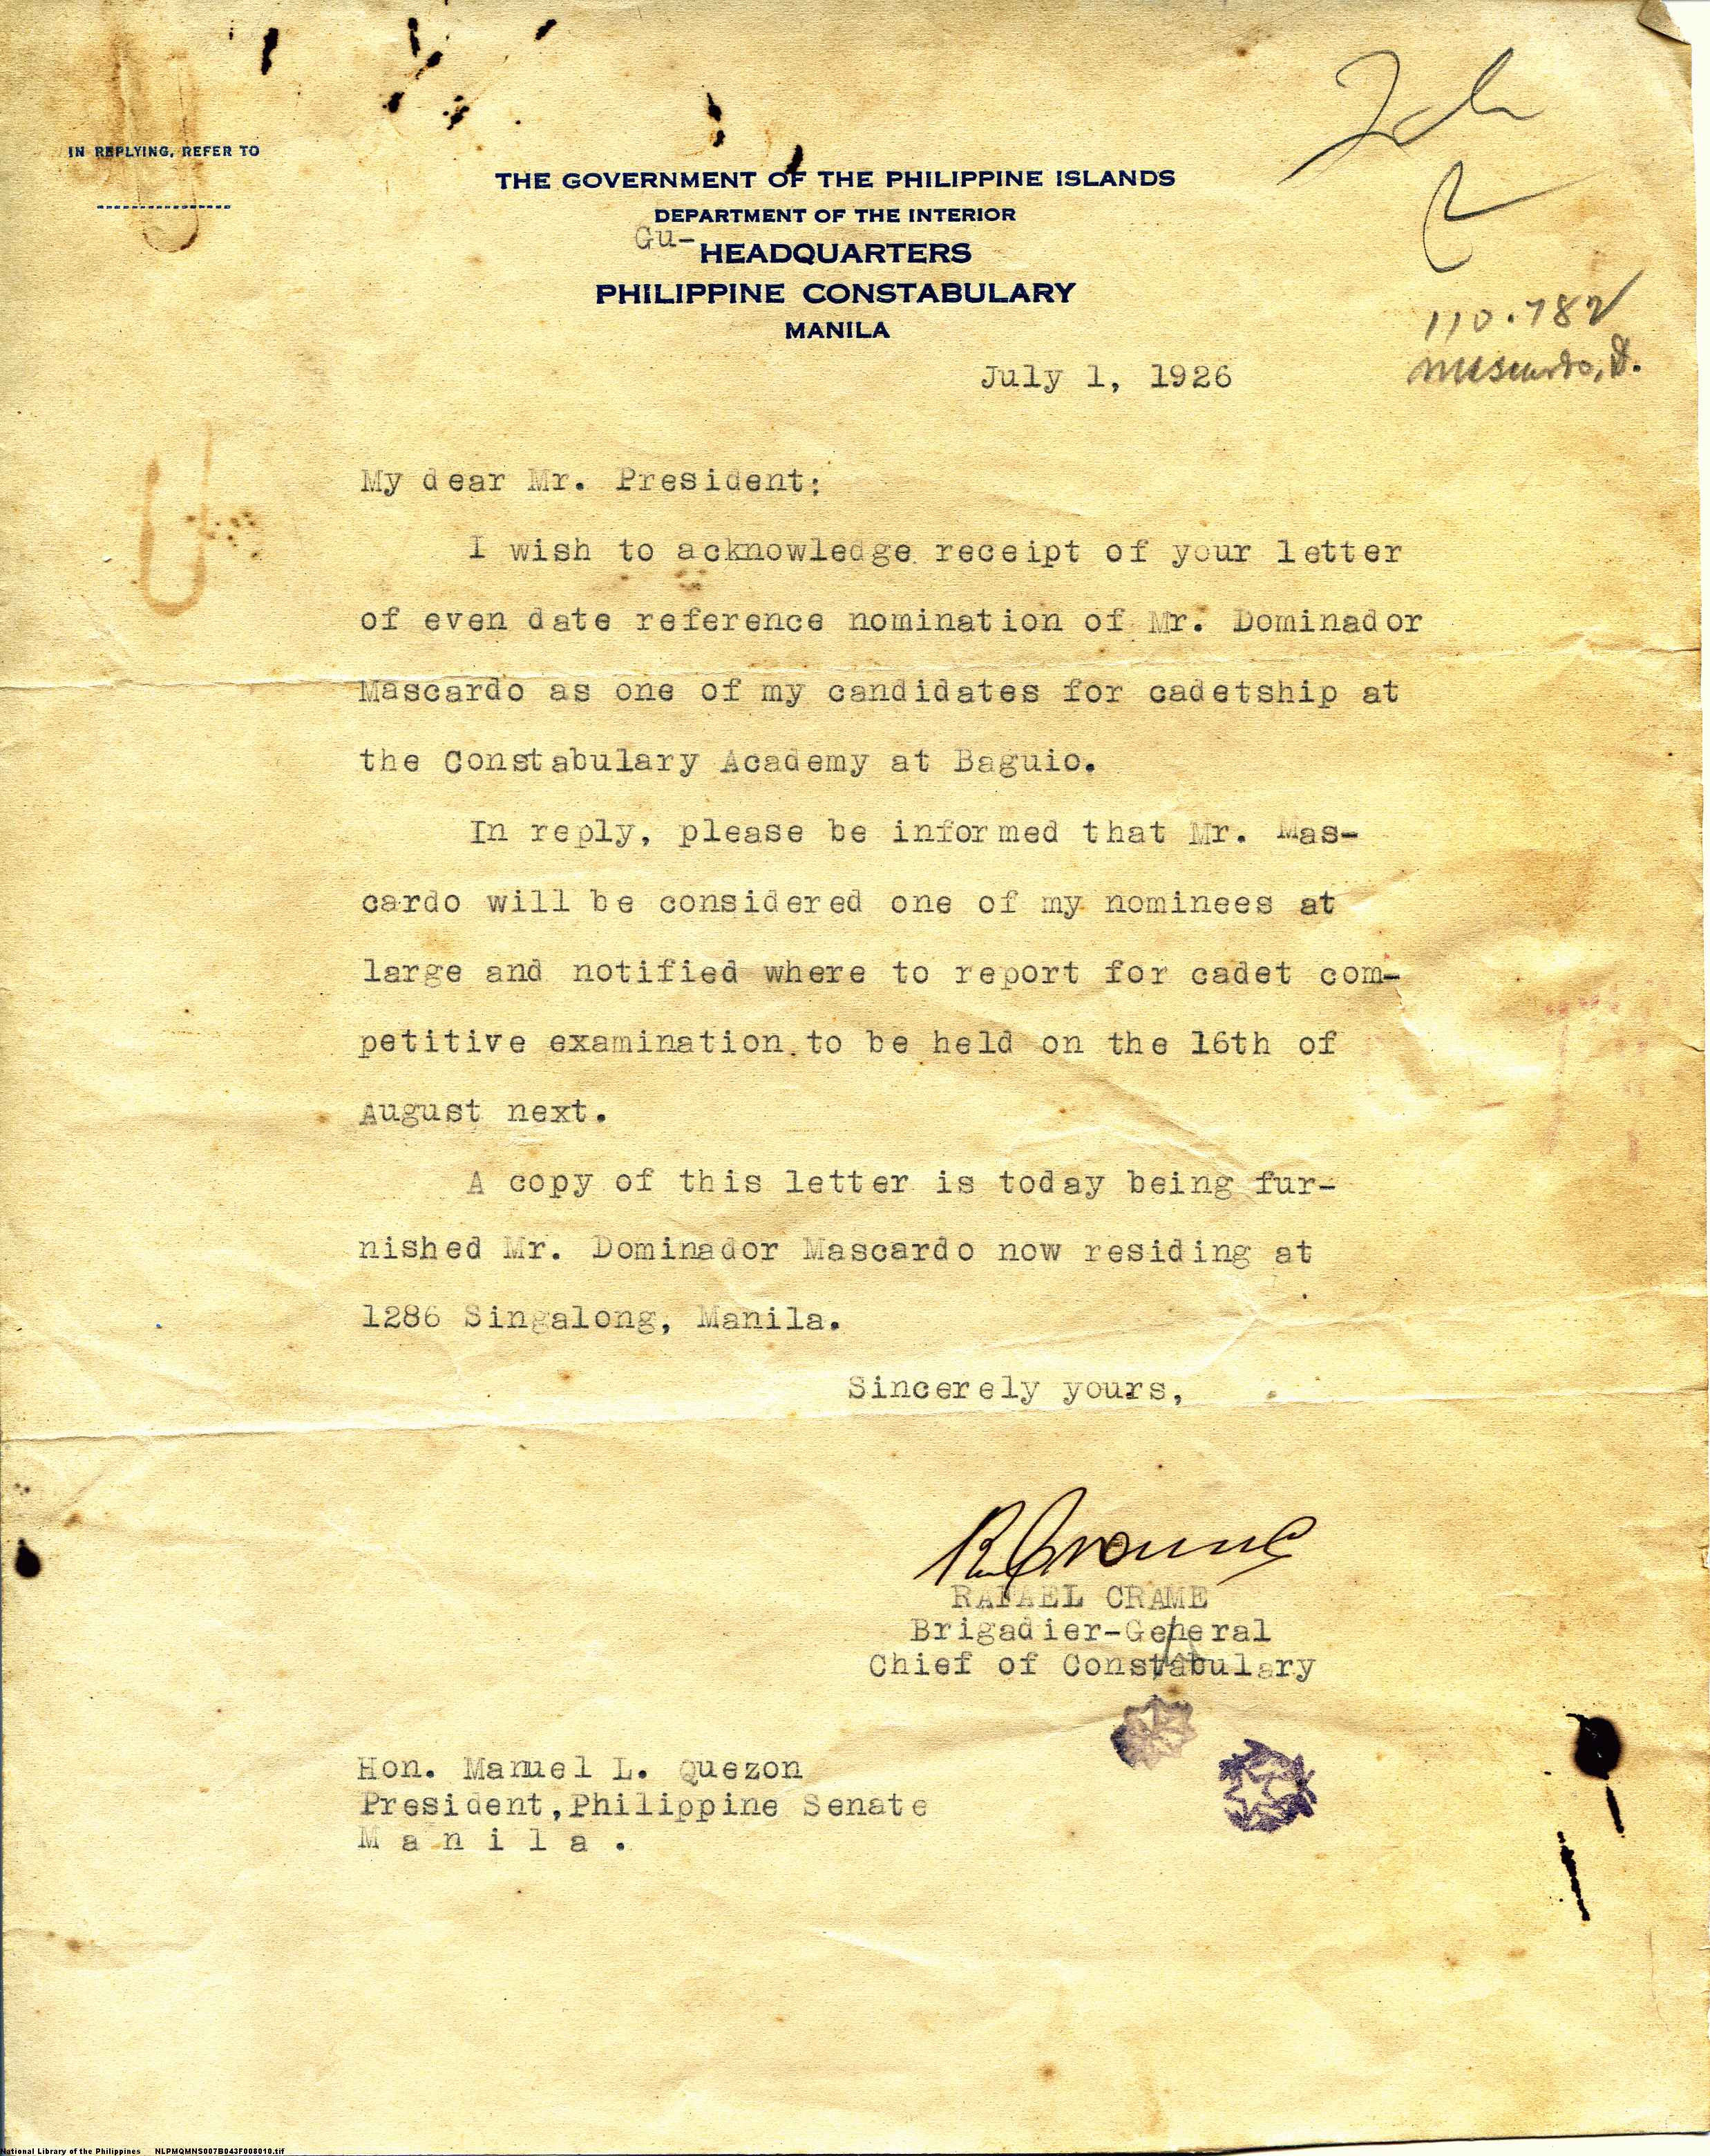 IN REPLYING, REFER TO
THE GOVERNMENT OF THE PHILIPPINE ISLANDS
DEPARTMENT OF THE INTERIOR
Gu-
HEADQUARTERS
PHILIPPINE CONSTABULARY
MANILA
110.782
July 1, 1926
My dear Mr. President:
I wish to acknowledge receipt of your letter
of even date reference nomination of Mr. Dominador
Mascardo as one of my candidates for cadetship at
the Constabulary Academy at Baguio.
In reply, please be informed that Mr. Mas-
cardo will be considered one of my nominees at
large and notified where to report for cadet com-
petitive examination to be held on the 16th of
August next.
A copy of this letter is today being fur-
nished Mr. Dominador Mascardo now residing at
1286 Singalong, Manila.
Sincerely yours,
RAFAEL CRAME
Brigadier-General
Chief of Constabulary
Hon. Manuel L. Quezon
President,Philippine Senate
M a n i l a .
National Library of the Philippines NLPMQMNS007B043F008010.tif